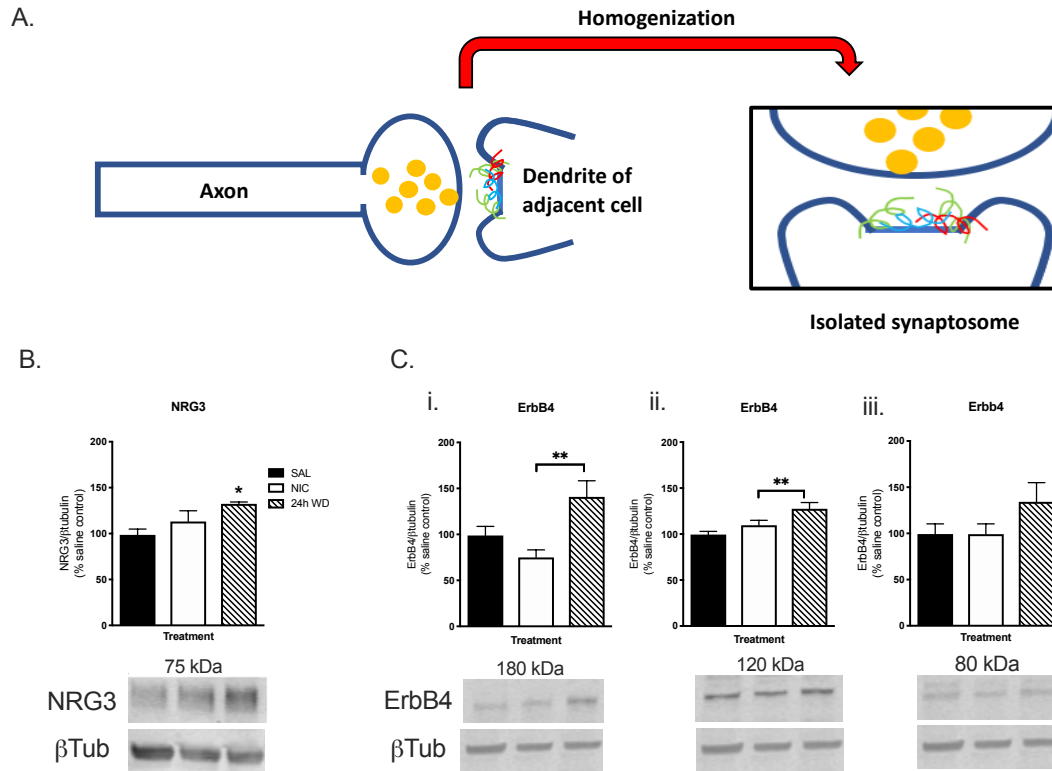 A.
Homogenization
Axon
Dendrite of
adjacent cell
Isolated synaptosome
B.
NRG3
NRG3/βtubulin
(% saline control)
200
150
100
50
0
Treatment
SAL
NIC
24h WD
*
75 kDa
NRG3
βTub
C.
i.
ErbB4
ErbB4/βtubulin
(% saline control)
200
150
100
50
0
**
Treatment
180 kDa
ErbB4
βTub
ii.
ErbB4
ErbB4/βtubulin
(% saline control)
200
150
100
50
0
**
Treatment
120 kDa
iii.
Erbb4
ErbB4/βtubulin
(% saline control)
200
150
100
50
0
Treatment
80 kDa